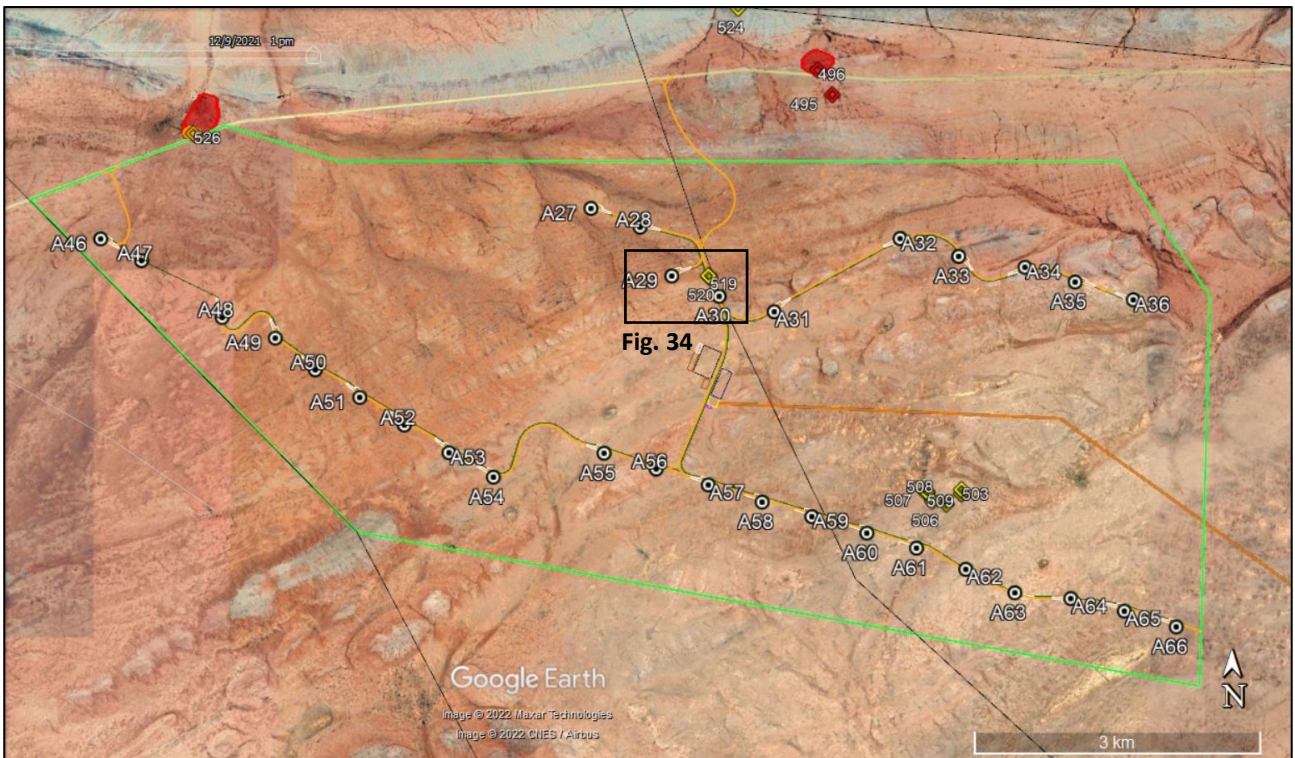 12/9/2021 1 pm
524
496
495
526
A27
A28
A46
A47
A32
A33
A29
519
520
A34
A35
A36
A30
A31
A48
Fig. 34
A49
A50
A51
A52
A53
A54
A55
A56
A57
508
503
507
509
506
A58
A59
A60
A61
A62
A63
A64
A65
A66
Google Earth
Image © 2022 Maxar Technologies
Image © 2022 CNES / Airbus
N
3 km